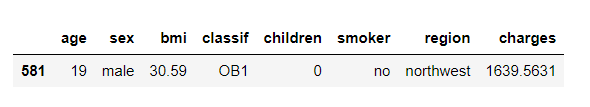 age sex bmi classif children smoker region charges
581 19 male 30.59 OB1 0 no northwest 1639.5631